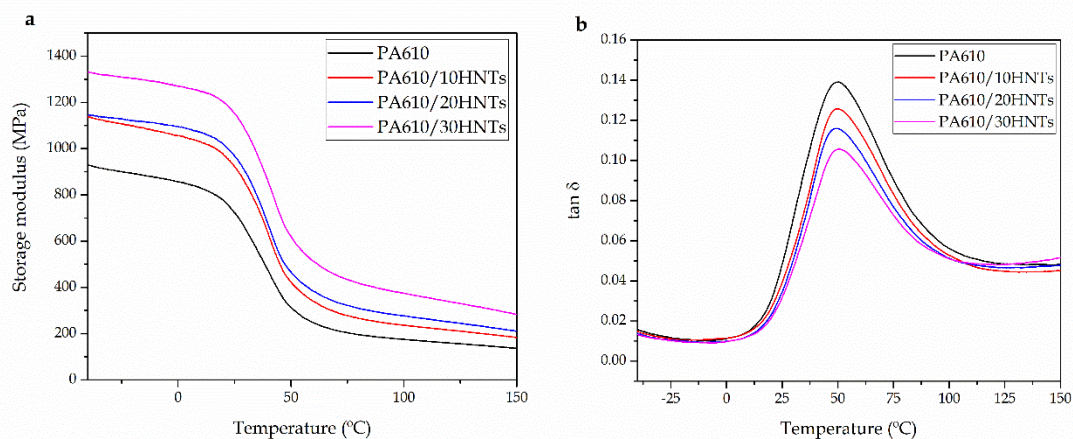 a
Storage modulus (MPa)
1400
1200
1000
800
600
400
200
0
0
50
100
150
Temperature (ºC)
PA610
PA610/10HNTs
PA610/20HNTs
PA610/30HNTs
b
tan δ
0.16
0.14
0.12
0.10
0.08
0.06
0.04
0.02
0.00
-25
0
25
50
75
100
125
150
Temperature (ºC)
PA610
PA610/10HNTs
PA610/20HNTs
PA610/30HNTs